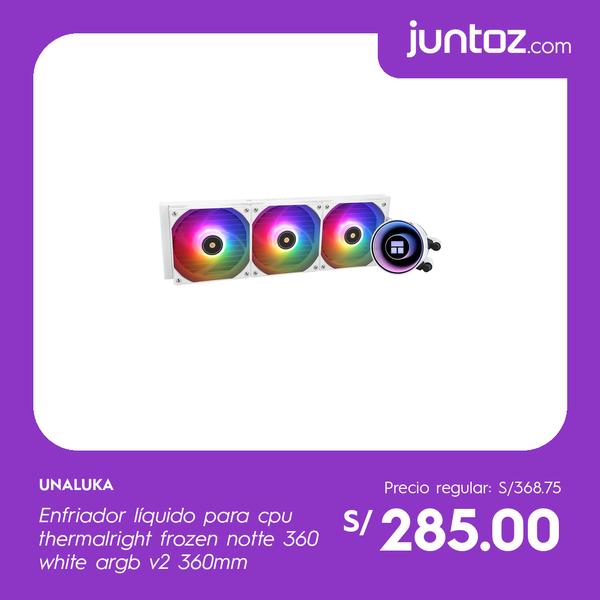 juntoz.com
UNALUKA
Enfriador líquido para cpu
thermalright frozen notte 360
white argb v2 360mm
Precio regular: S/368.75
S/285.00